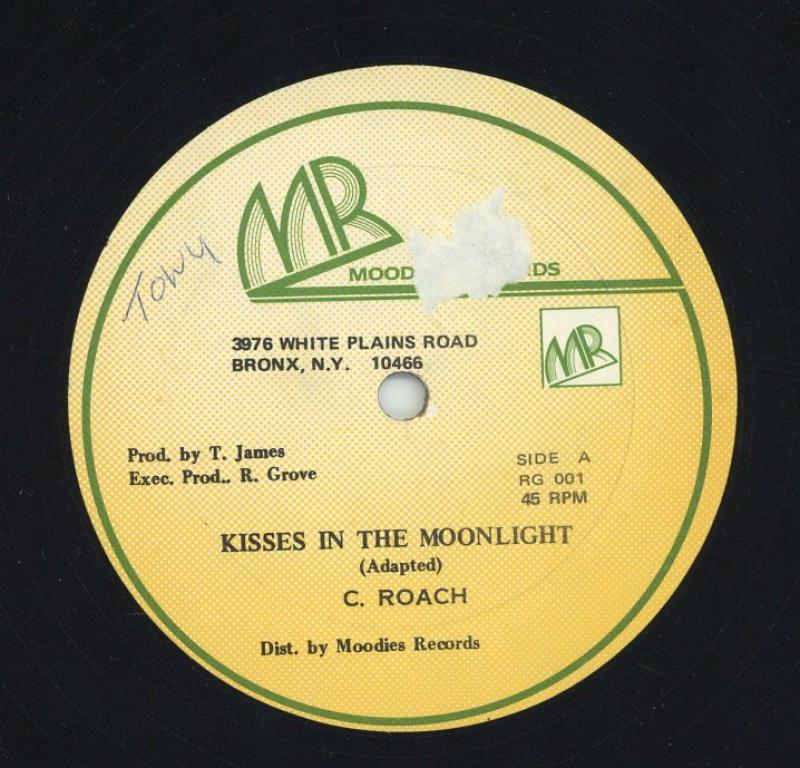 Tony
MR
MOOD RDS
3976 WHITE PLAINS ROAD
BRONX, N.Y. 10466
MR
Prod. by T. James
Exec. Prod.. R. Grove
SIDE A
RG 001
45 RPM
KISSES IN THE MOONLIGHT
(Adapted)
C. ROACH
Dist. by Moodies Records